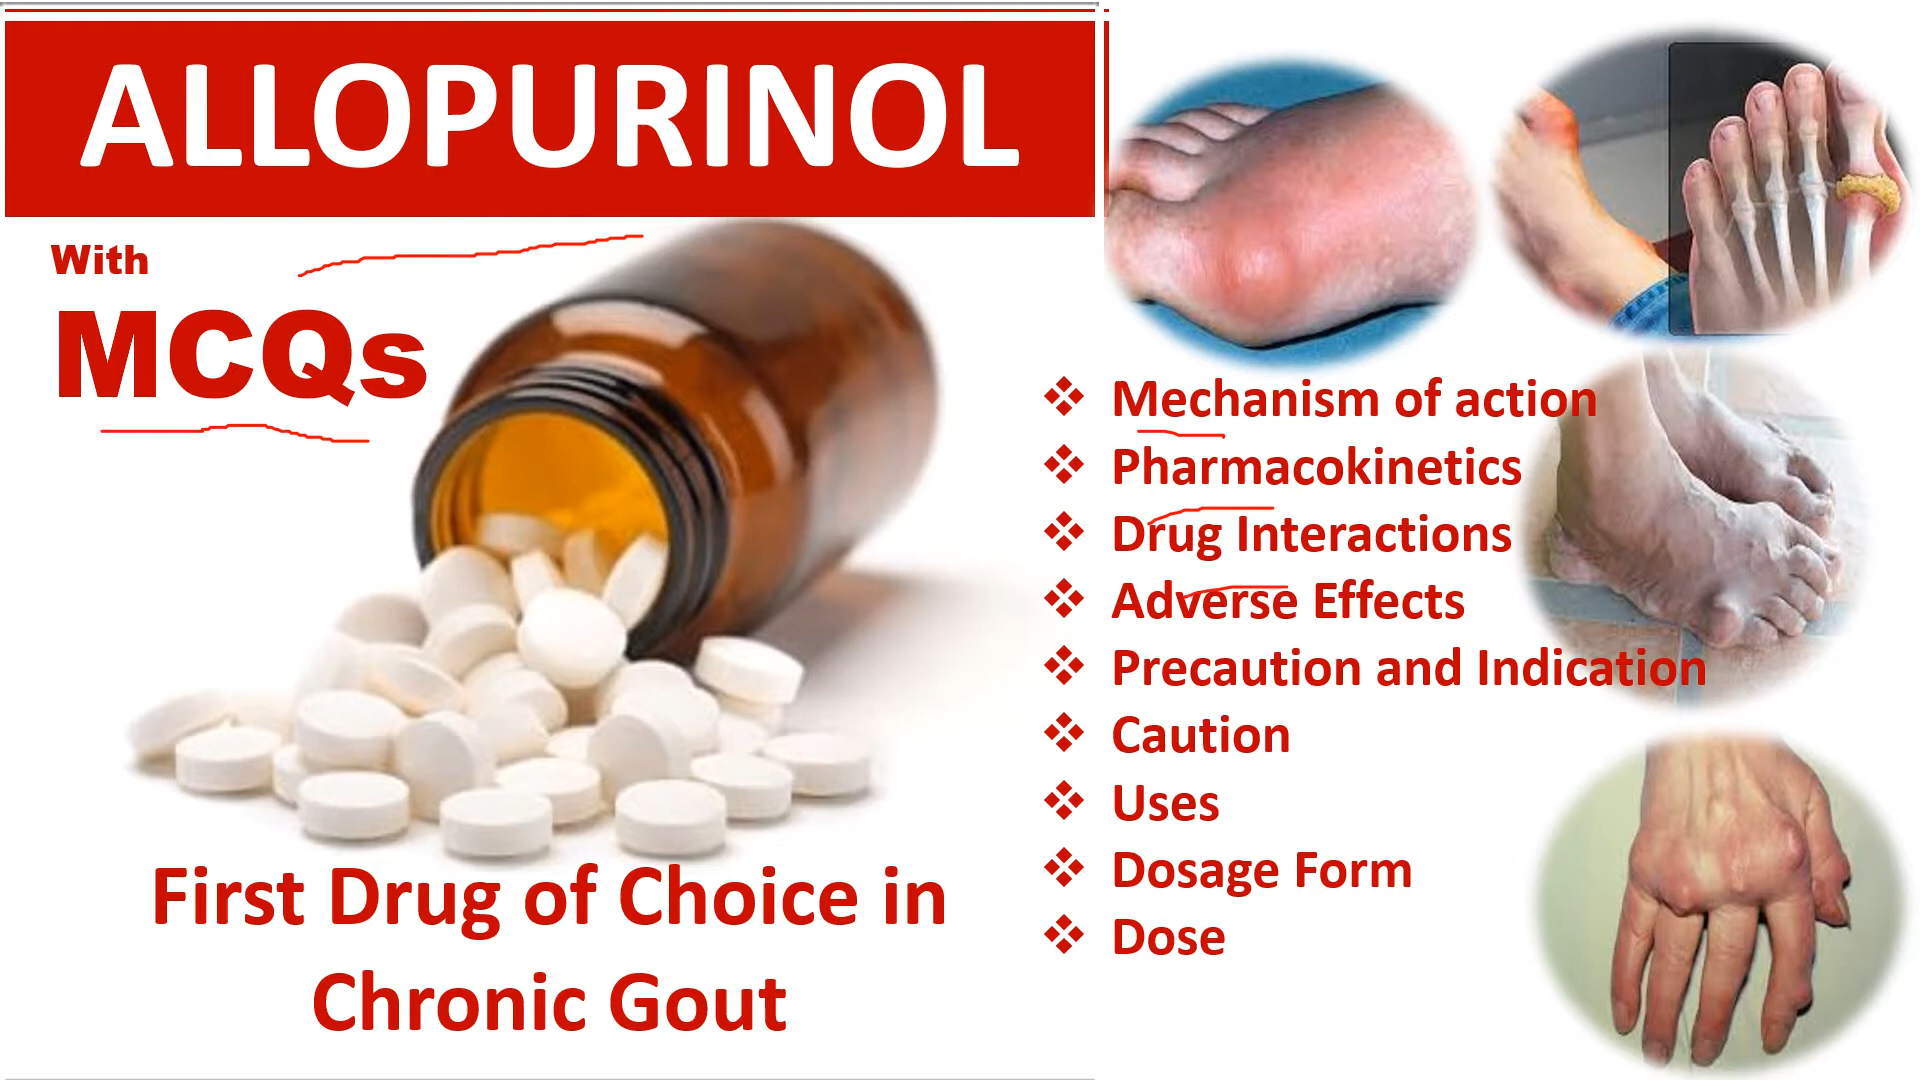 ALLOPURINOL
With
MCQs
First Drug of Choice in
Chronic Gout
❖ Mechanism of action
❖ Pharmacokinetics
❖ Drug Interactions
❖ Adverse Effects
❖ Precaution and Indication
❖ Caution
❖ Uses
❖ Dosage Form
❖ Dose